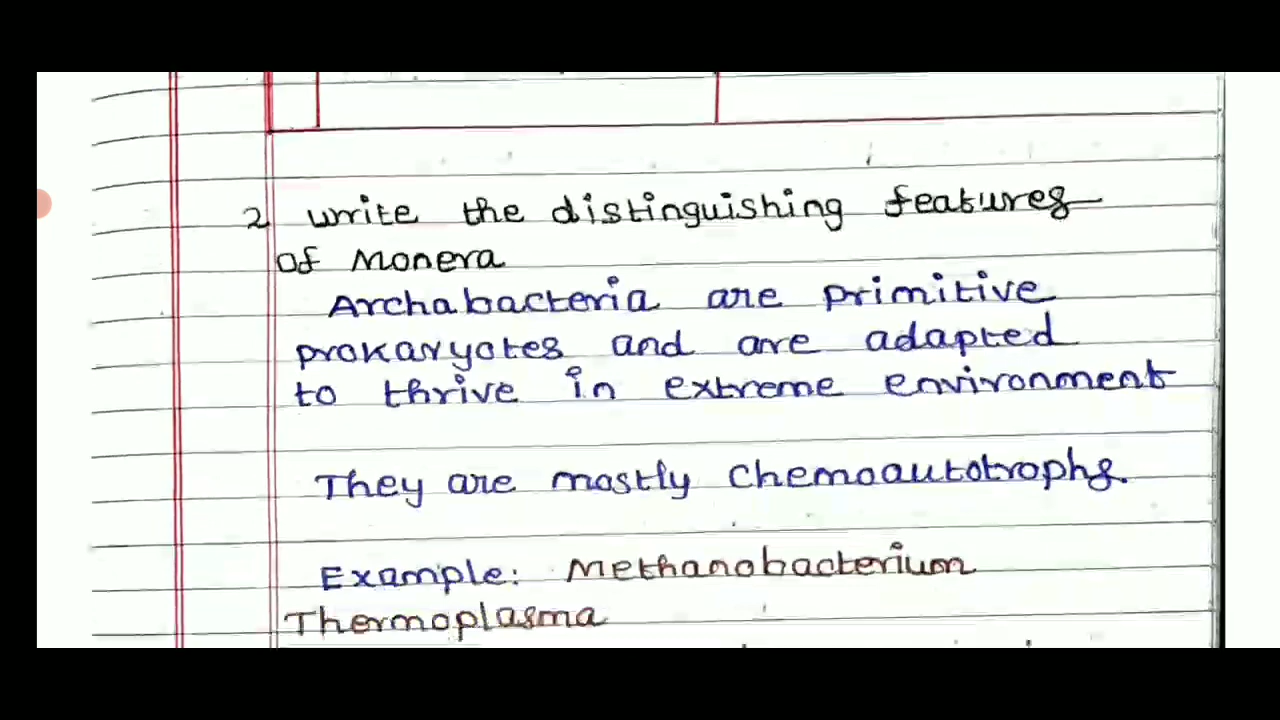 2 Write the distinguishing features
of Monera
Archabacteria are primitive
prokaryotes and are adapted
to thrive in extreme environment
They are mostly Chemoautotrophs.
Example: Methanobacterium
Thermoplasma